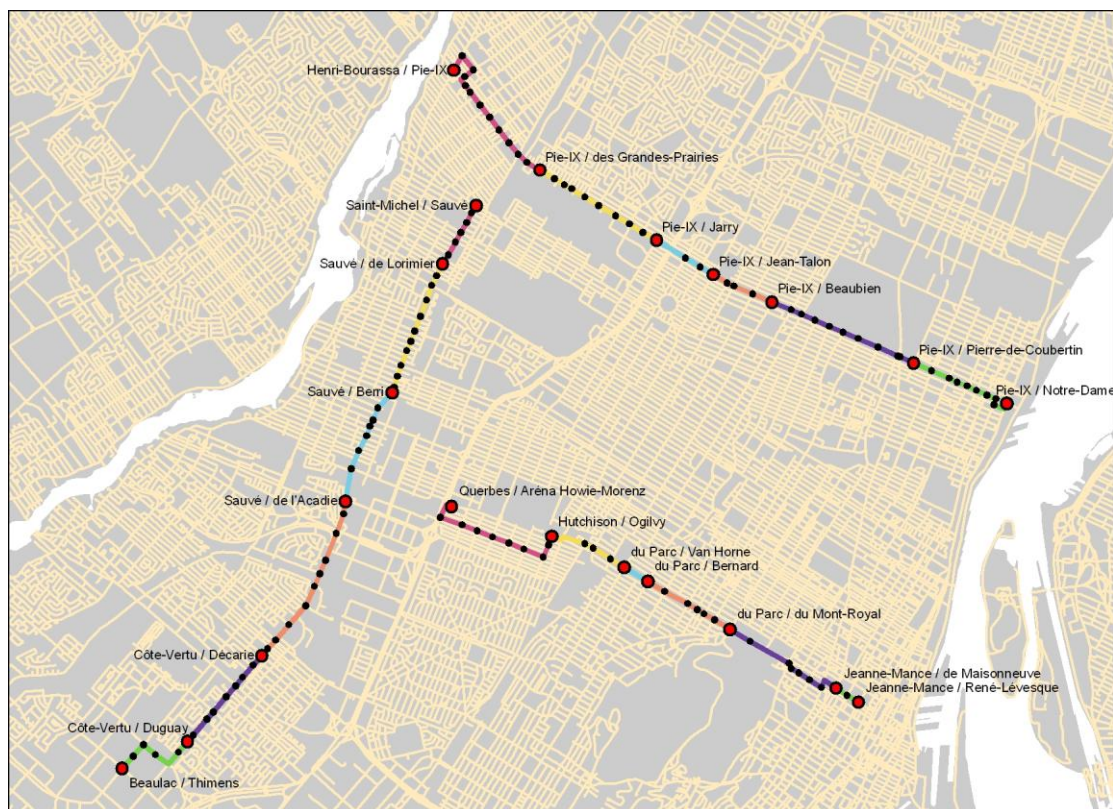 Henri-Bourassa / Pie-IX
Pie-IX / des Grandes-Prairies
Saint-Michel / Sauvé
Pie-IX / Jarry
Sauvé / de Lorimier
Pie-IX / Jean-Talon
Pie-IX / Beaubien
Pie-IX / Pierre-de-Coubertin
Sauvé / Berri
Pie-IX / Notre-Dame
Querbes / Aréna Howie-Morenz
Sauvé / de l'Acadie
Hutchison / Ogilvy
du Parc / Van Horne
du Parc / Bernard
du Parc / du Mont-Royal
Côte-Vertu / Décarie
Jeanne-Mance / de Maisonneuve
Jeanne-Mance / René-Lévesque
Côte-Vertu / Duguay
Beaulac / Thimens